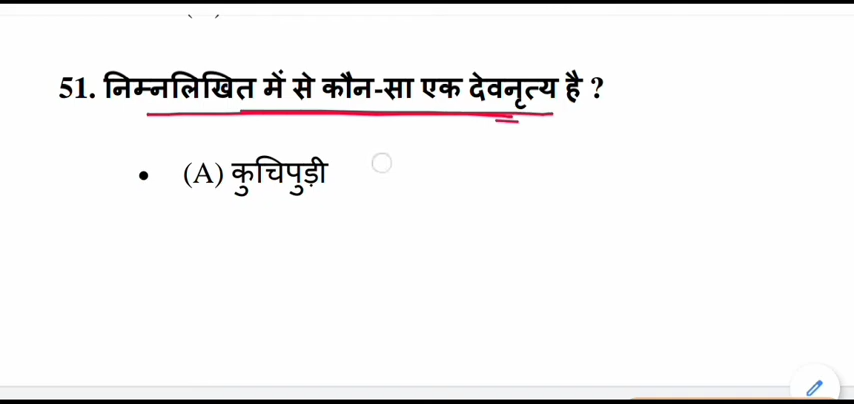 51. निम्नलिखित में से कौन-सा एक देवनृत्य है ?
• (A) कुचिपुड़ी